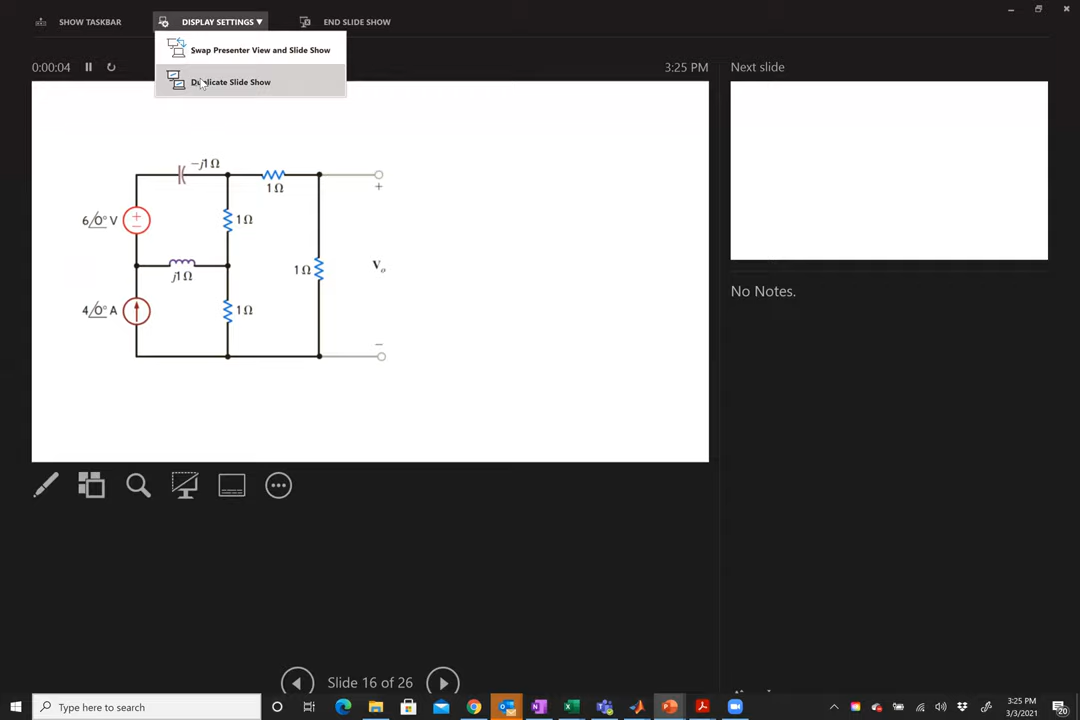 SHOW TASKBAR
DISPLAY SETTINGS ▼
END SLIDE SHOW
Swap Presenter View and Slide Show
Duplicate Slide Show
0:00:04
3:25 PM
Next slide
−j1 Ω
1 Ω
6/0° V
1 Ω
j1 Ω
1 Ω
Vo
4/0° A
1 Ω
+
−
No Notes.
Slide 16 of 26
Type here to search
3:25 PM
3/3/2021
20